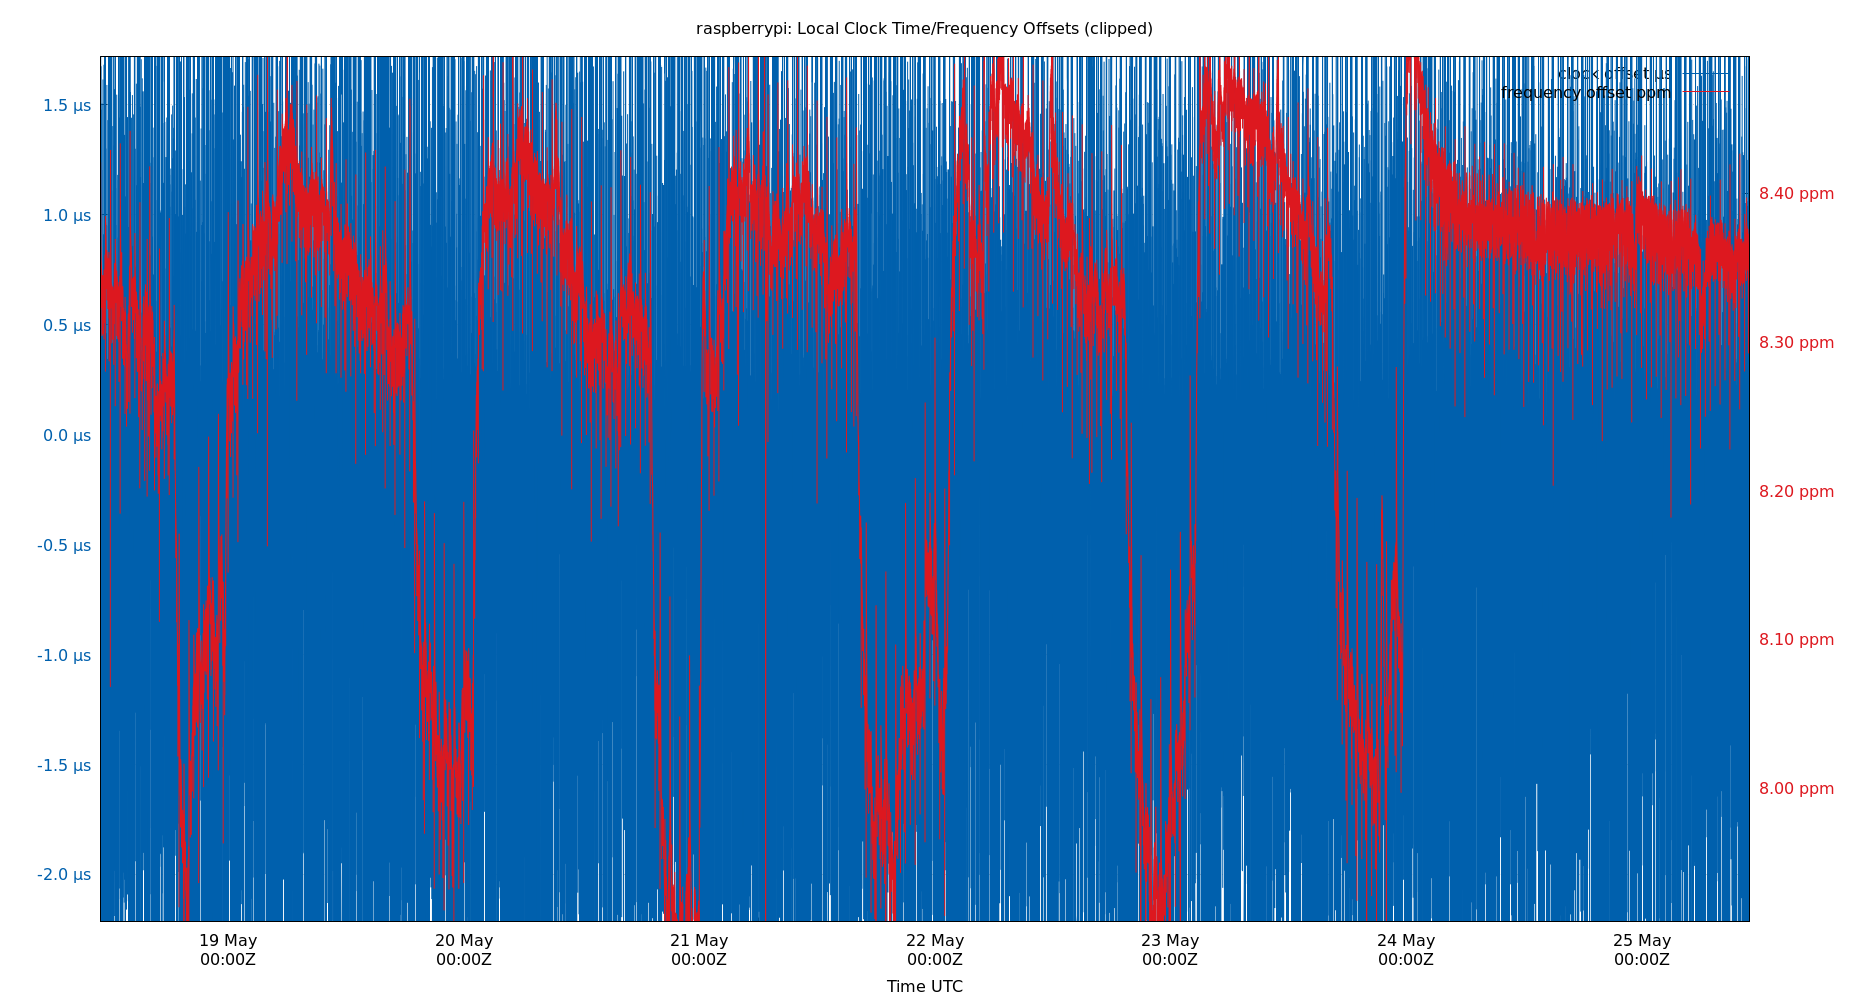 raspberrypi: Local Clock Time/Frequency Offsets (clipped)
clock offset µs
frequency offset ppm
1.5 µs
1.0 µs
0.5 µs
0.0 µs
-0.5 µs
-1.0 µs
-1.5 µs
-2.0 µs
8.40 ppm
8.30 ppm
8.20 ppm
8.10 ppm
8.00 ppm
19 May
00:00Z
20 May
00:00Z
21 May
00:00Z
22 May
00:00Z
23 May
00:00Z
24 May
00:00Z
25 May
00:00Z
Time UTC